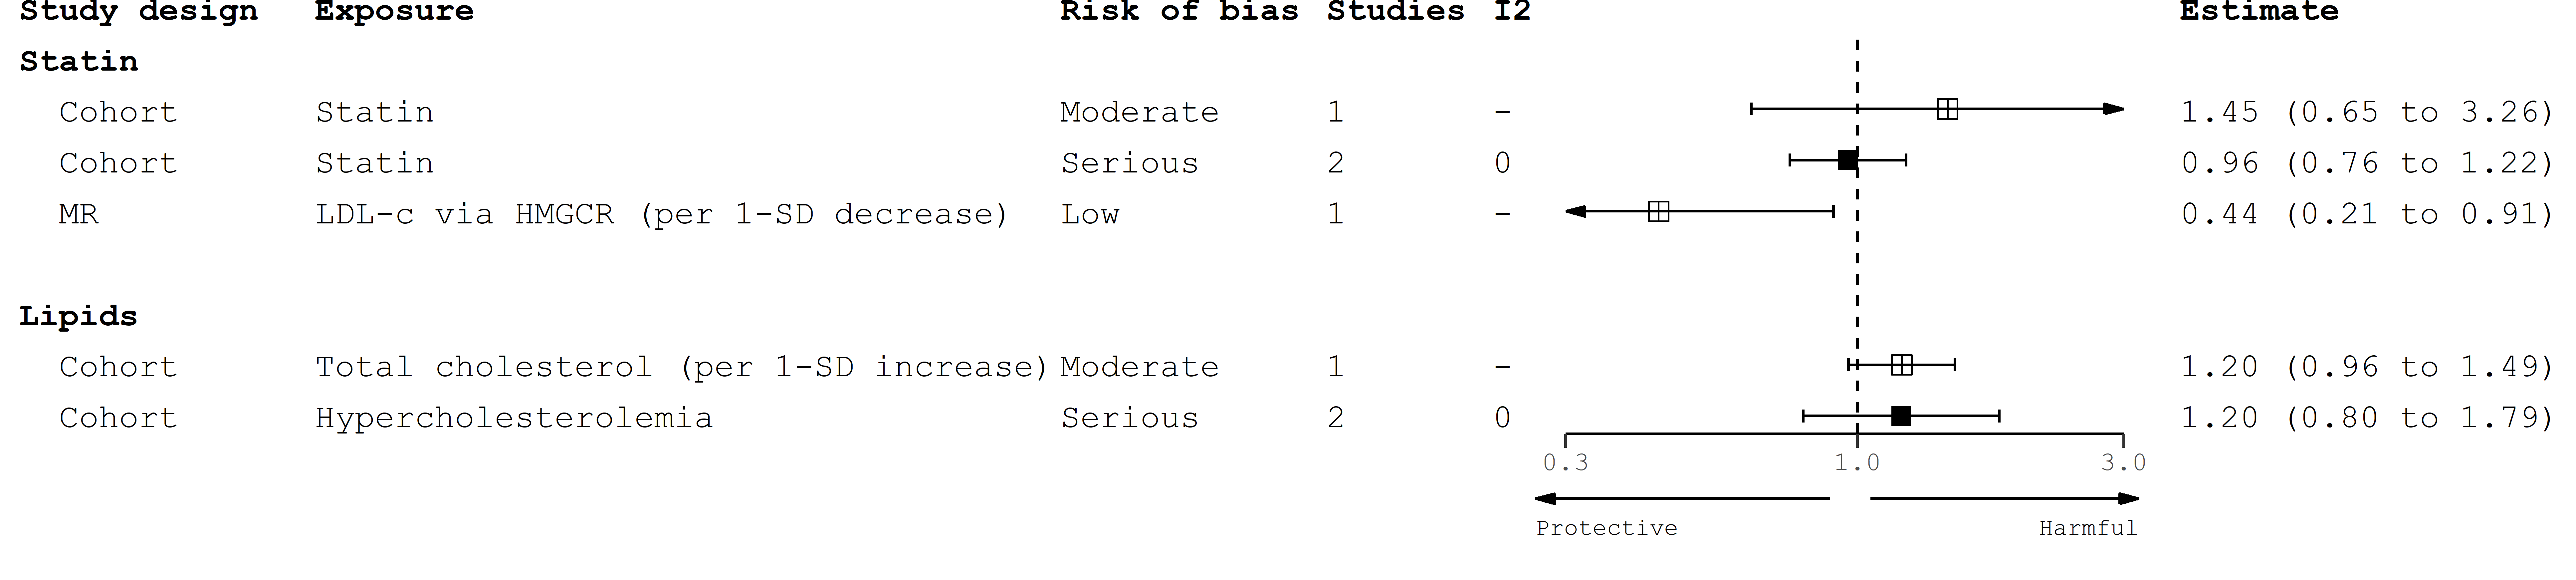 Study design Exposure Risk of bias Studies I2 Estimate
Statin
Cohort Statin Moderate 1 - 1.45 (0.65 to 3.26)
Cohort Statin Serious 2 0 0.96 (0.76 to 1.22)
MR LDL-c via HMGCR (per 1-SD decrease) Low 1 - 0.44 (0.21 to 0.91)
Lipids
Cohort Total cholesterol (per 1-SD increase) Moderate 1 - 1.20 (0.96 to 1.49)
Cohort Hypercholesterolemia Serious 2 0 1.20 (0.80 to 1.79)
0.3 1.0 3.0
Protective Harmful